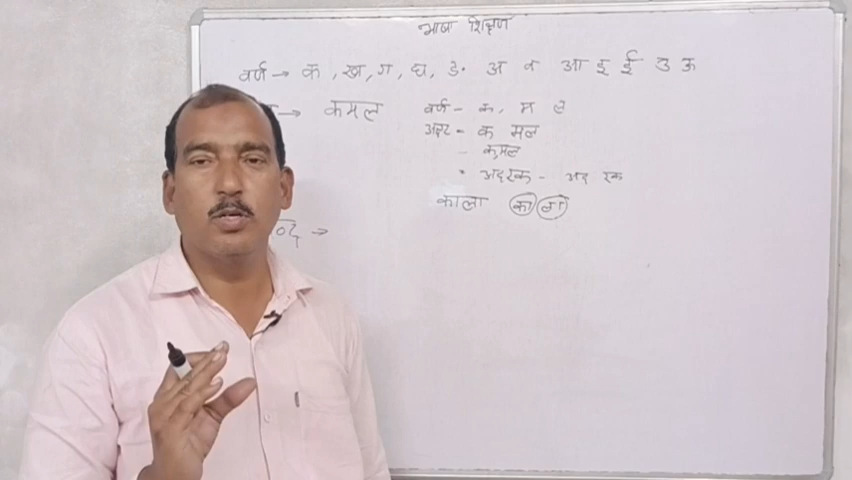 भाषा शिक्षण
वर्ण → क , ख , ग , घ , ङ. अ न आ इ ई उ ऊ
→ कमल वर्ण - क, म ल
अक्षर - क मल
- कमल
= अदरक - अद रक
काला का ला
ब्द →